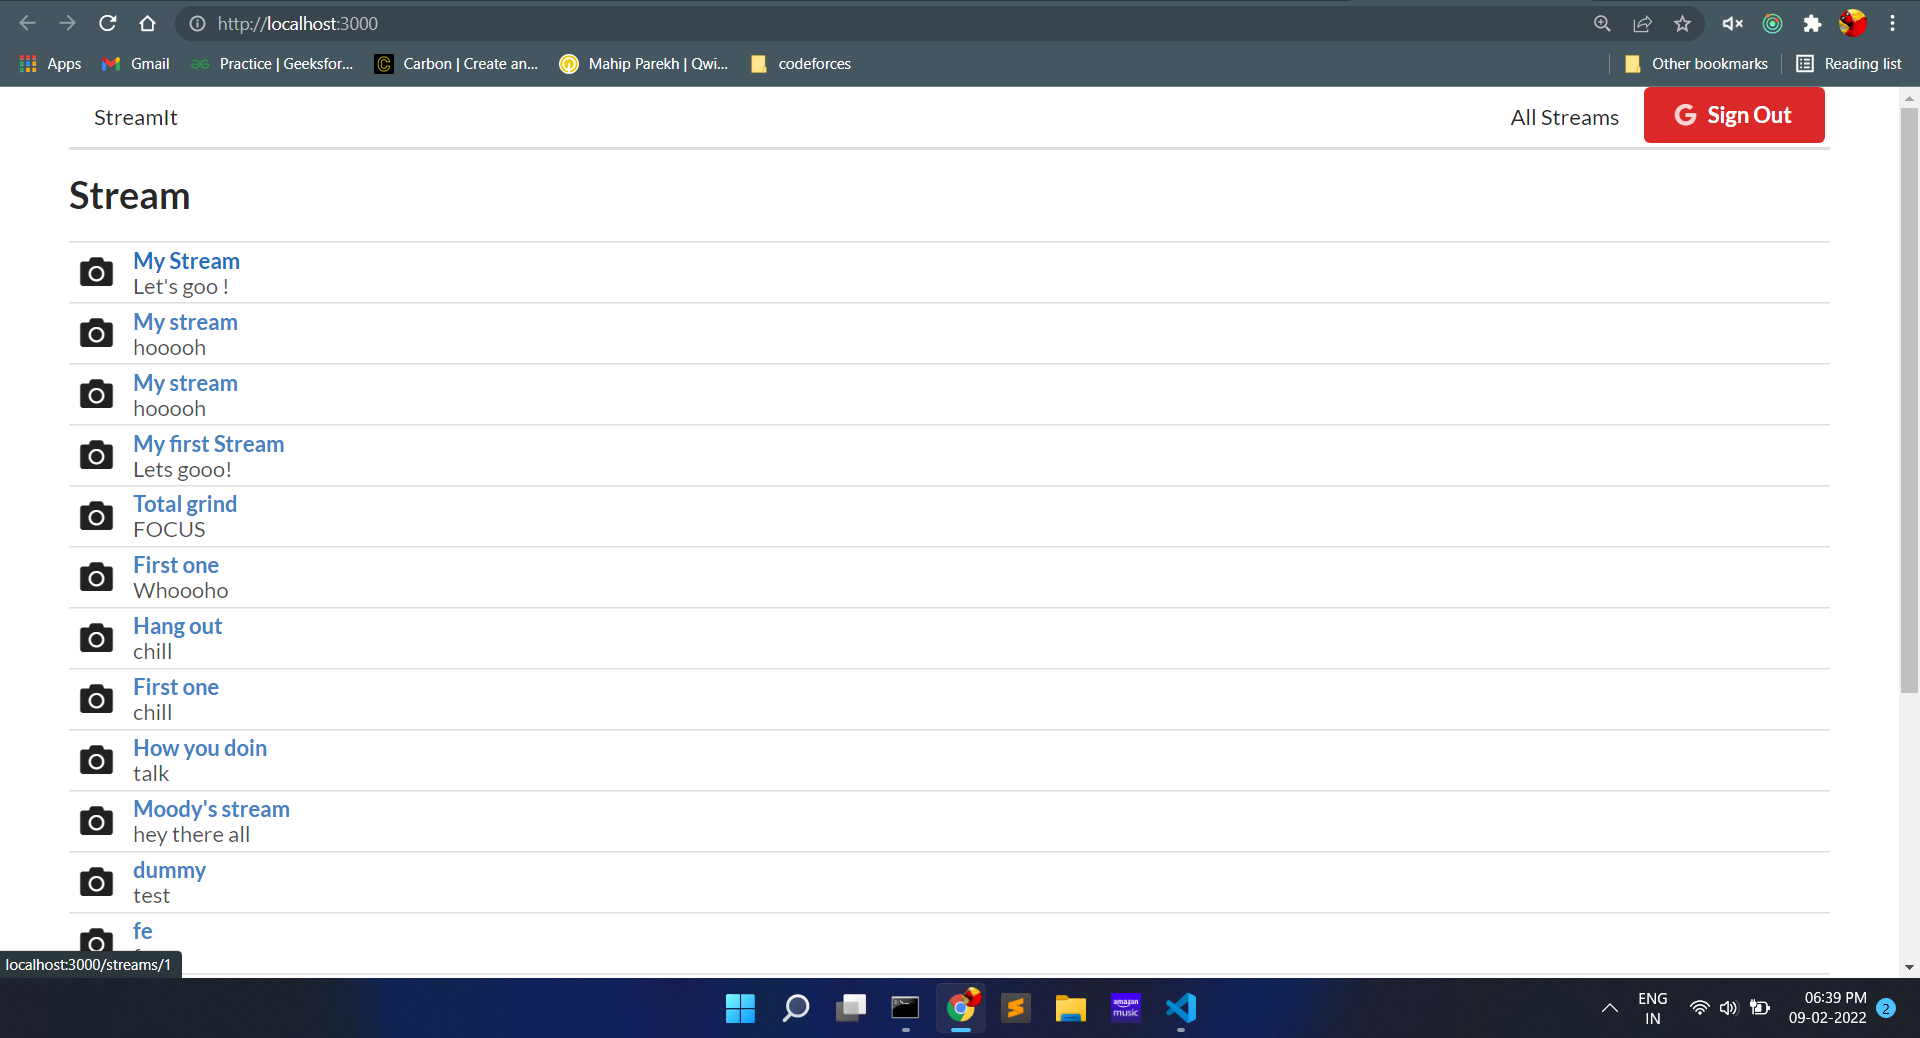 http://localhost:3000
Apps Gmail Practice | Geeksfor... Carbon | Create an... Mahip Parekh | Qwi... codeforces Other bookmarks Reading list
StreamIt All Streams Sign Out
Stream
My Stream
Let's goo !
My stream
hooooh
My stream
hooooh
My first Stream
Lets gooo!
Total grind
FOCUS
First one
Whoooho
Hang out
chill
First one
chill
How you doin
talk
Moody's stream
hey there all
dummy
test
fe
localhost:3000/streams/1
amazon
music
ENG
IN
06:39 PM
09-02-2022
2